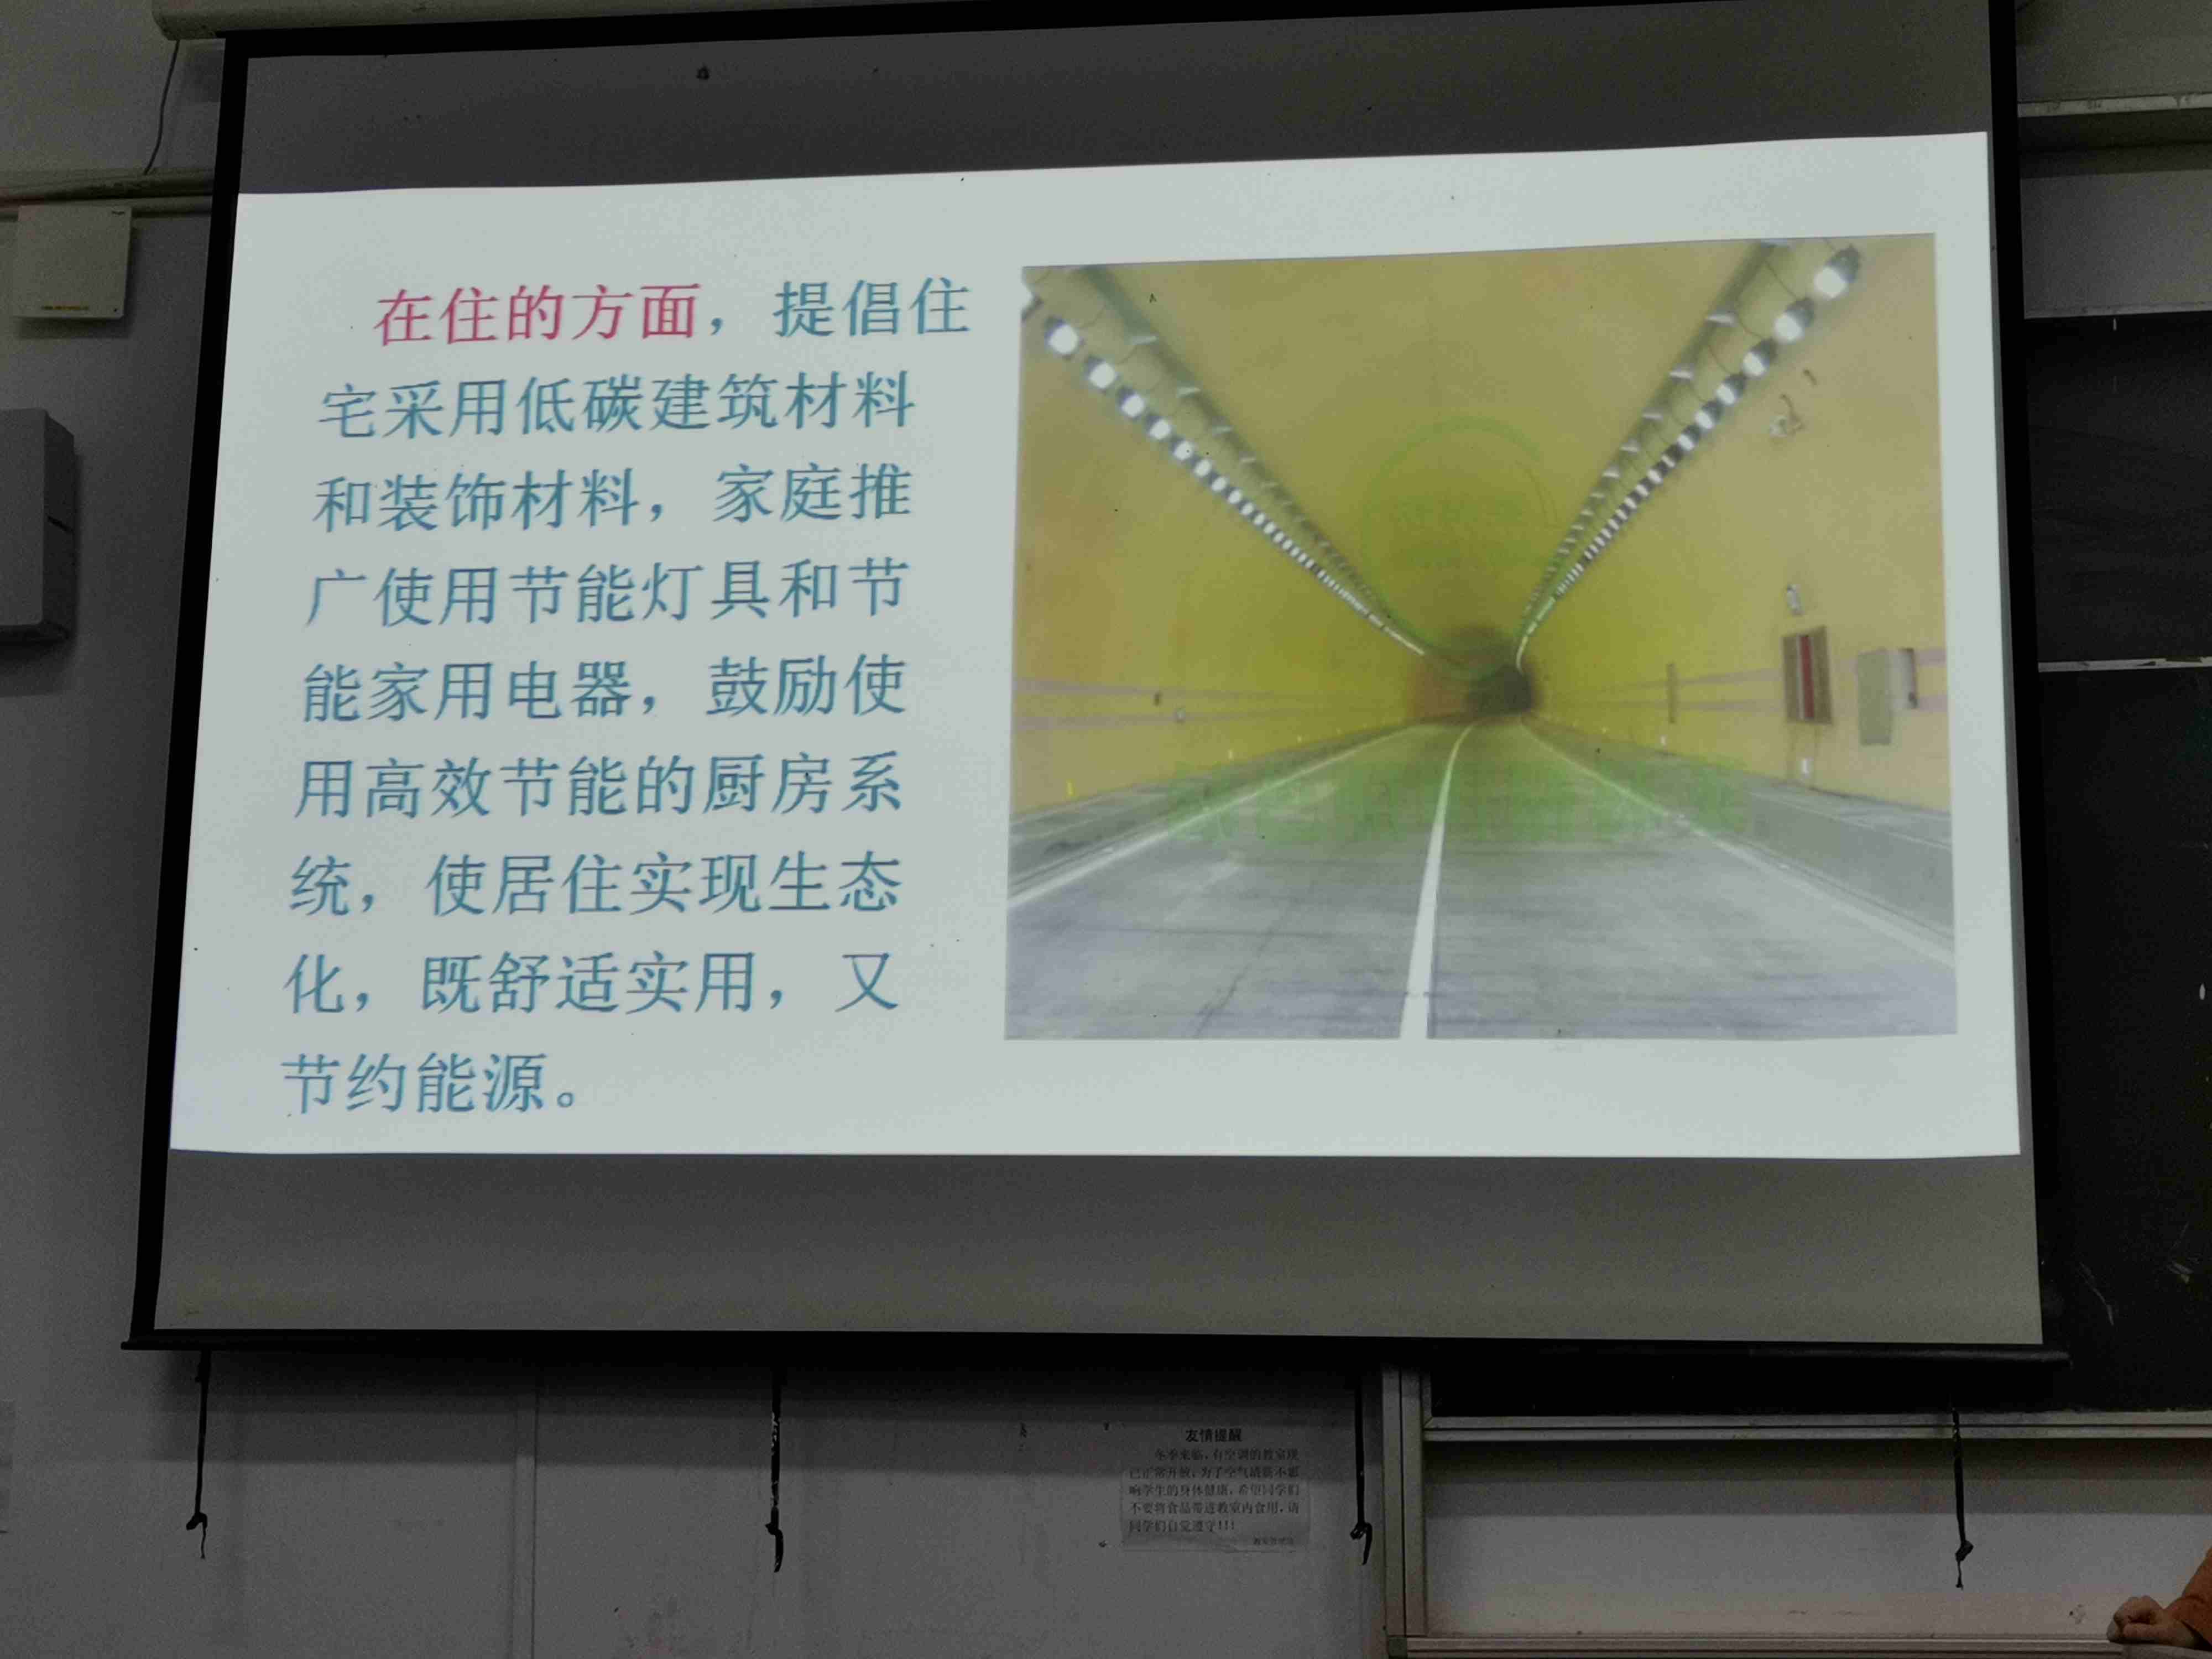 在住的方面，提倡住
宅采用低碳建筑材料
和装饰材料，家庭推
广使用节能灯具和节
能家用电器，鼓励使
用高效节能的厨房系
统，使居住实现生态
化，既舒适实用，又
节约能源。
友情提醒
冬季来临，有空调的教室现
已正常开放，为了空气清新不影
响学生的身体健康，希望同学们
不要将食品带进教室内食用，请
同学们自觉遵守！！！